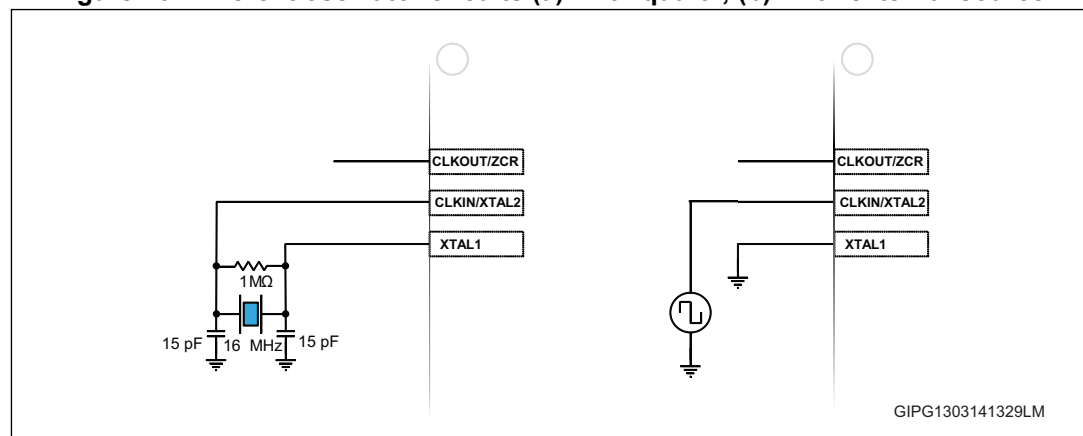 CLKOUT/ZCR
CLKIN/XTAL2
XTAL1
1MΩ
15 pF
16 MHz
15 pF
CLKOUT/ZCR
CLKIN/XTAL2
XTAL1
GIPG1303141329LM